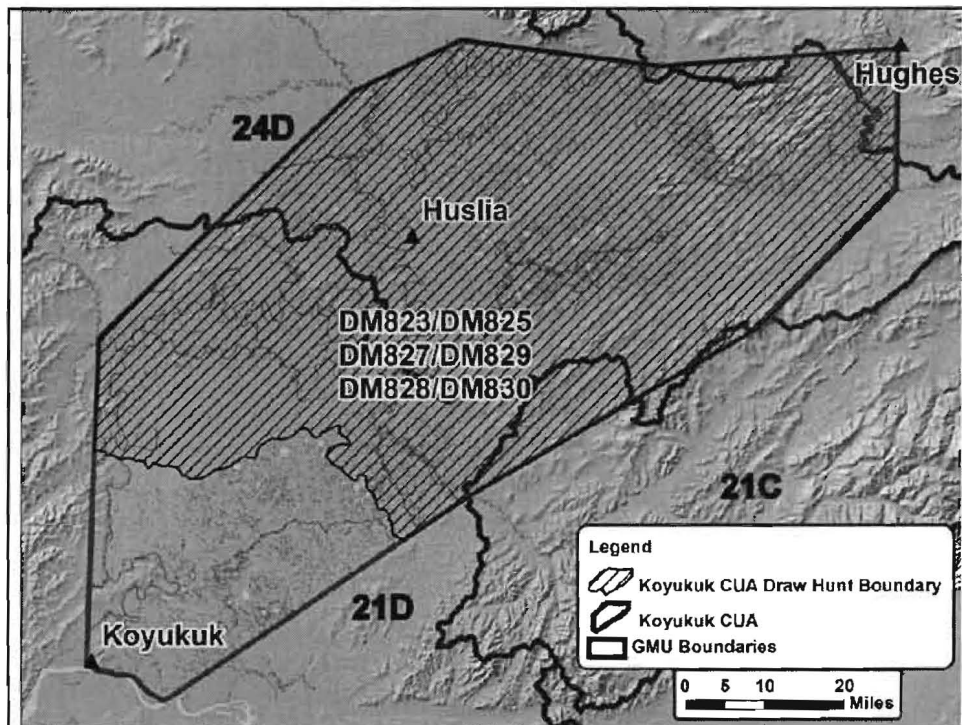 Hughes
24D
Huslia
DM823/DM825
DM827/DM829
DM828/DM830
21C
21D
Koyukuk
Legend
Koyukuk CUA Draw Hunt Boundary
Koyukuk CUA
GMU Boundaries
0 5 10 20
Miles